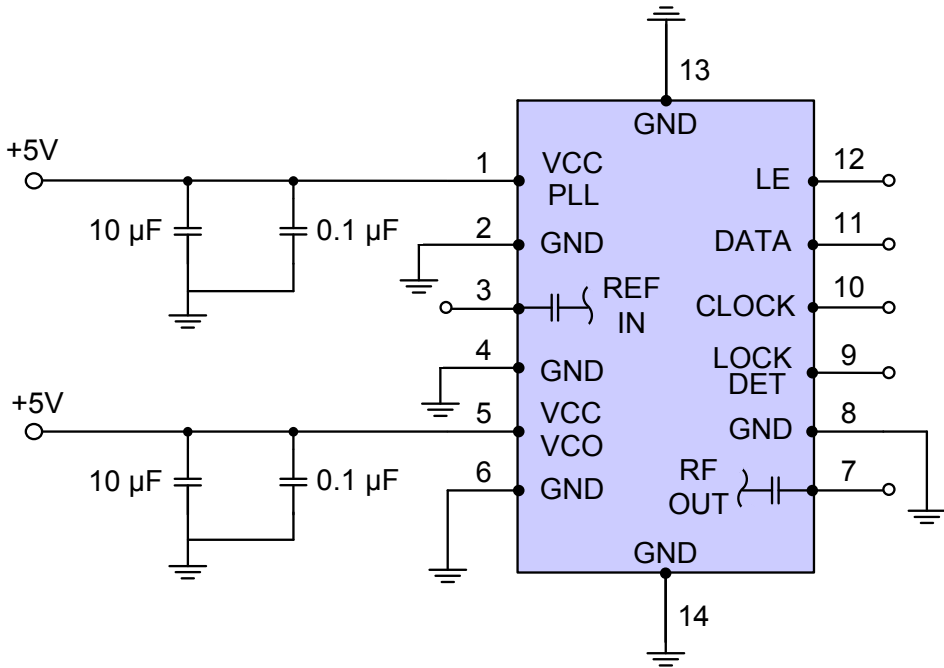 13
GND
+5V
1
VCC
PLL
LE
12
10 µF
0.1 µF
2
GND
DATA
11
3
REF
IN
CLOCK
10
4
GND
LOCK
DET
9
+5V
5
VCC
VCO
GND
8
10 µF
0.1 µF
6
GND
RF
OUT
7
GND
14